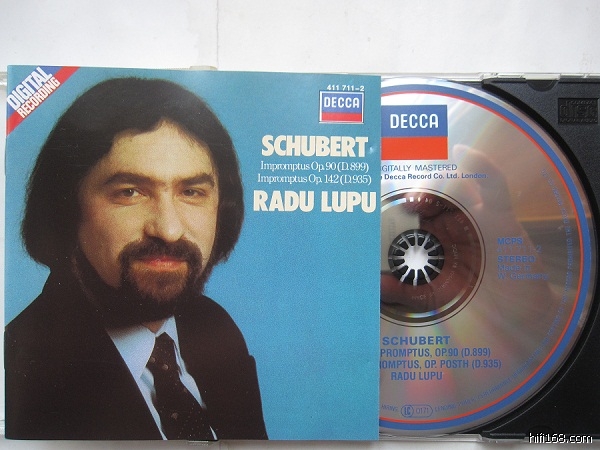 DIGITAL
RECORDING
411 711-2
DECCA
SCHUBERT
Impromptus Op. 90 (D.899)
Impromptus Op. 142 (D.935)
RADU LUPU
DECCA
DIGITALLY MASTERED
Decca Record Co. Ltd. London
MCPS
STEREO
SCHUBERT
PROMPTUS, OP.90 (D.899)
OMPTUS, OP. POSTH (D.935)
RADU LUPU
hifi168.com